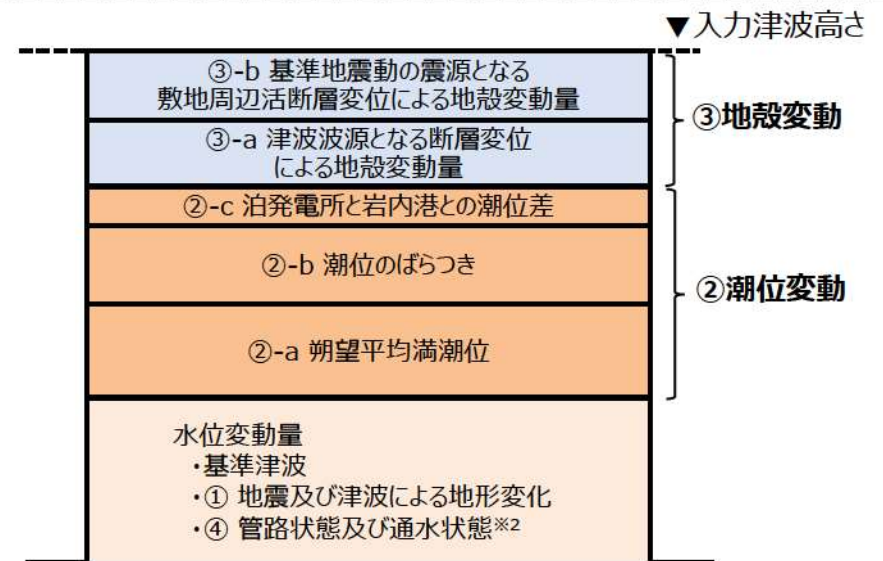 ▼入力津波高さ
③-b 基準地震動の震源となる
敷地周辺活断層変位による地殻変動量
③-a 津波波源となる断層変位
による地殻変動量
③地殻変動
②-c 泊発電所と岩内港との潮位差
②-b 潮位のばらつき
②潮位変動
②-a 朔望平均満潮位
水位変動量
・基準津波
・① 地震及び津波による地形変化
・④ 管路状態及び通水状態※2